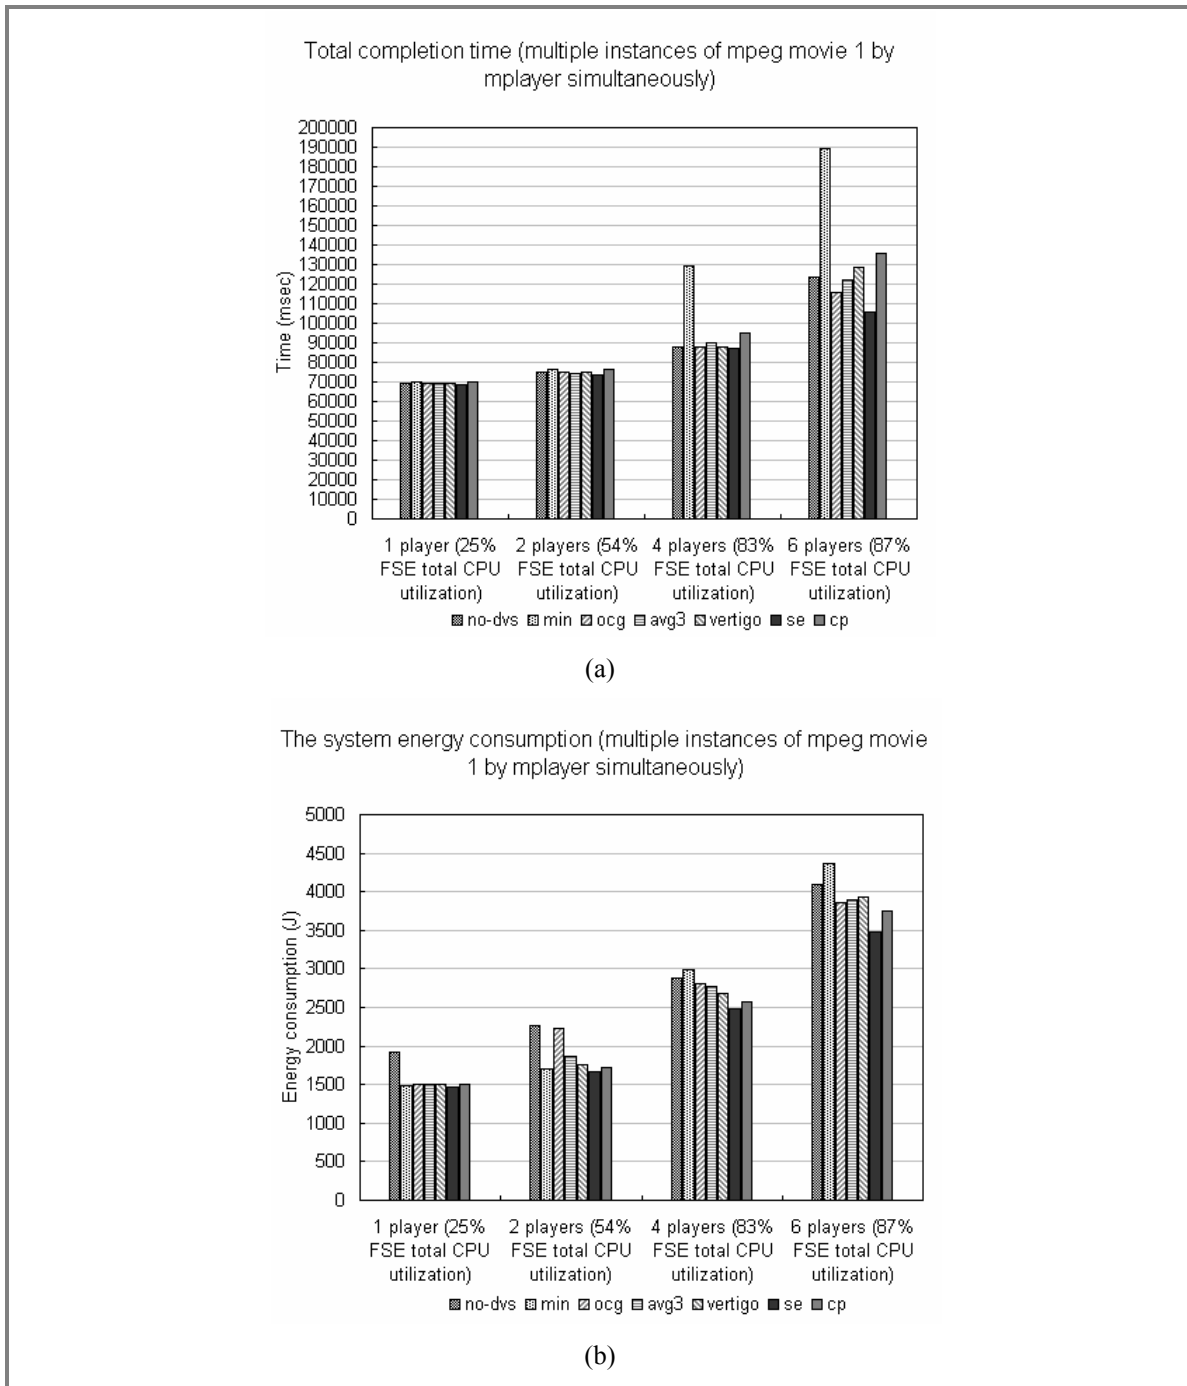 Total completion time (multiple instances of mpeg movie 1 by
mplayer simultaneously)
200000
190000
180000
170000
160000
150000
140000
130000
120000
110000
100000
90000
80000
70000
60000
50000
40000
30000
20000
10000
0
Time (msec)
1 player (25% 2 players (54% 4 players (83% 6 players (87%
FSE total CPU FSE total CPU FSE total CPU FSE total CPU
utilization) utilization) utilization) utilization)
no-dvs min ocg avg3 vertigo se cp
(a)
The system energy consumption (multiple instances of mpeg movie
1 by mplayer simultaneously)
5000
4500
4000
3500
3000
2500
2000
1500
1000
500
0
Energy consumption (J)
1 player (25% 2 players (54% 4 players (83% 6 players (87%
FSE total CPU FSE total CPU FSE total CPU FSE total CPU
utilization) utilization) utilization) utilization)
no-dvs min ocg avg3 vertigo se cp
(b)